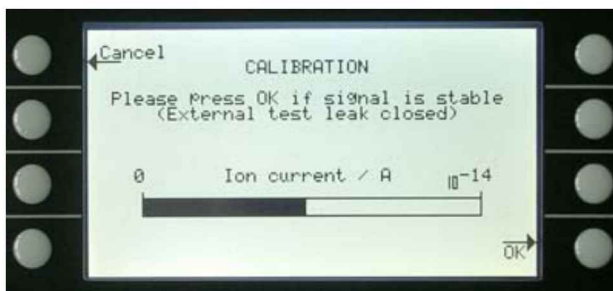 Cancel
CALIBRATION
Please press OK if signal is stable
(External test leak closed)
0 Ion current / A 10-14
OK